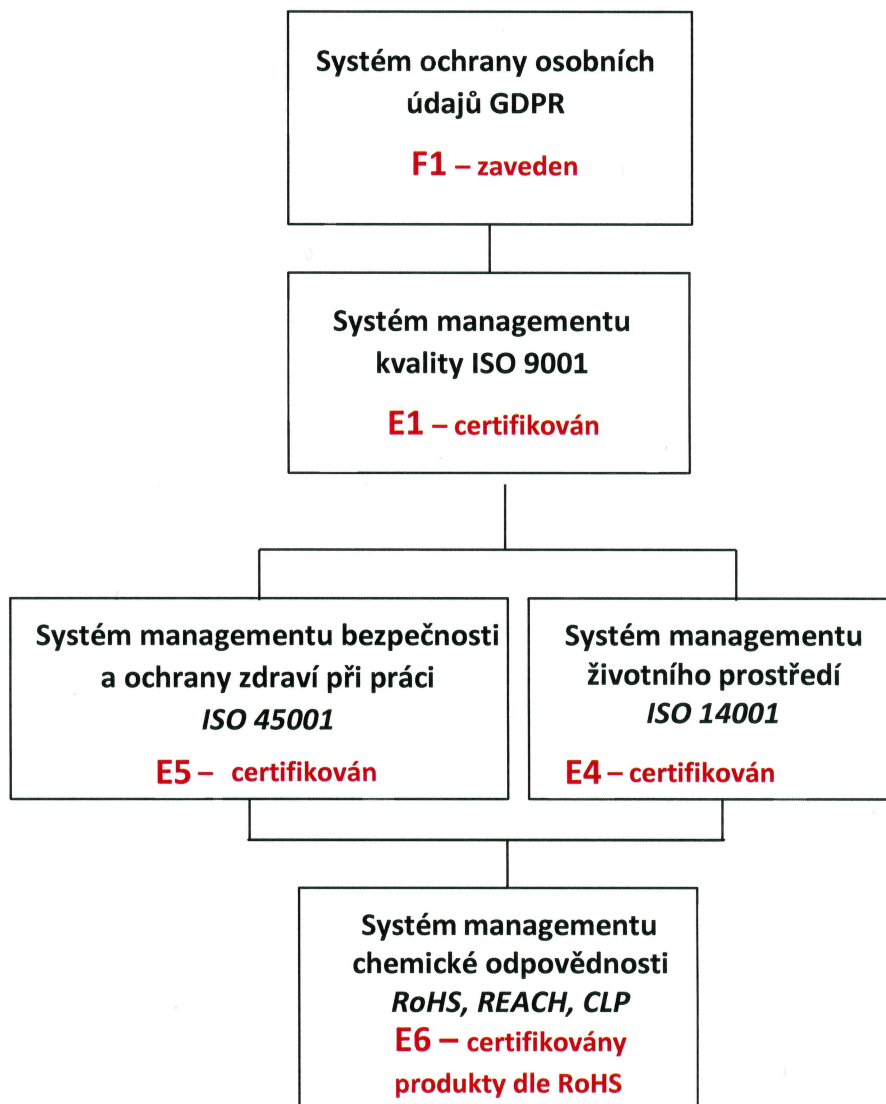 Systém ochrany osobních
údajů GDPR
F1 – zaveden
Systém managementu
kvality ISO 9001
E1 – certifikován
Systém managementu bezpečnosti
a ochrany zdraví při práci
ISO 45001
E5 – certifikován
Systém managementu
životního prostředí
ISO 14001
E4 – certifikován
Systém managementu
chemické odpovědnosti
RoHS, REACH, CLP
E6 – certifikovány
produkty dle RoHS